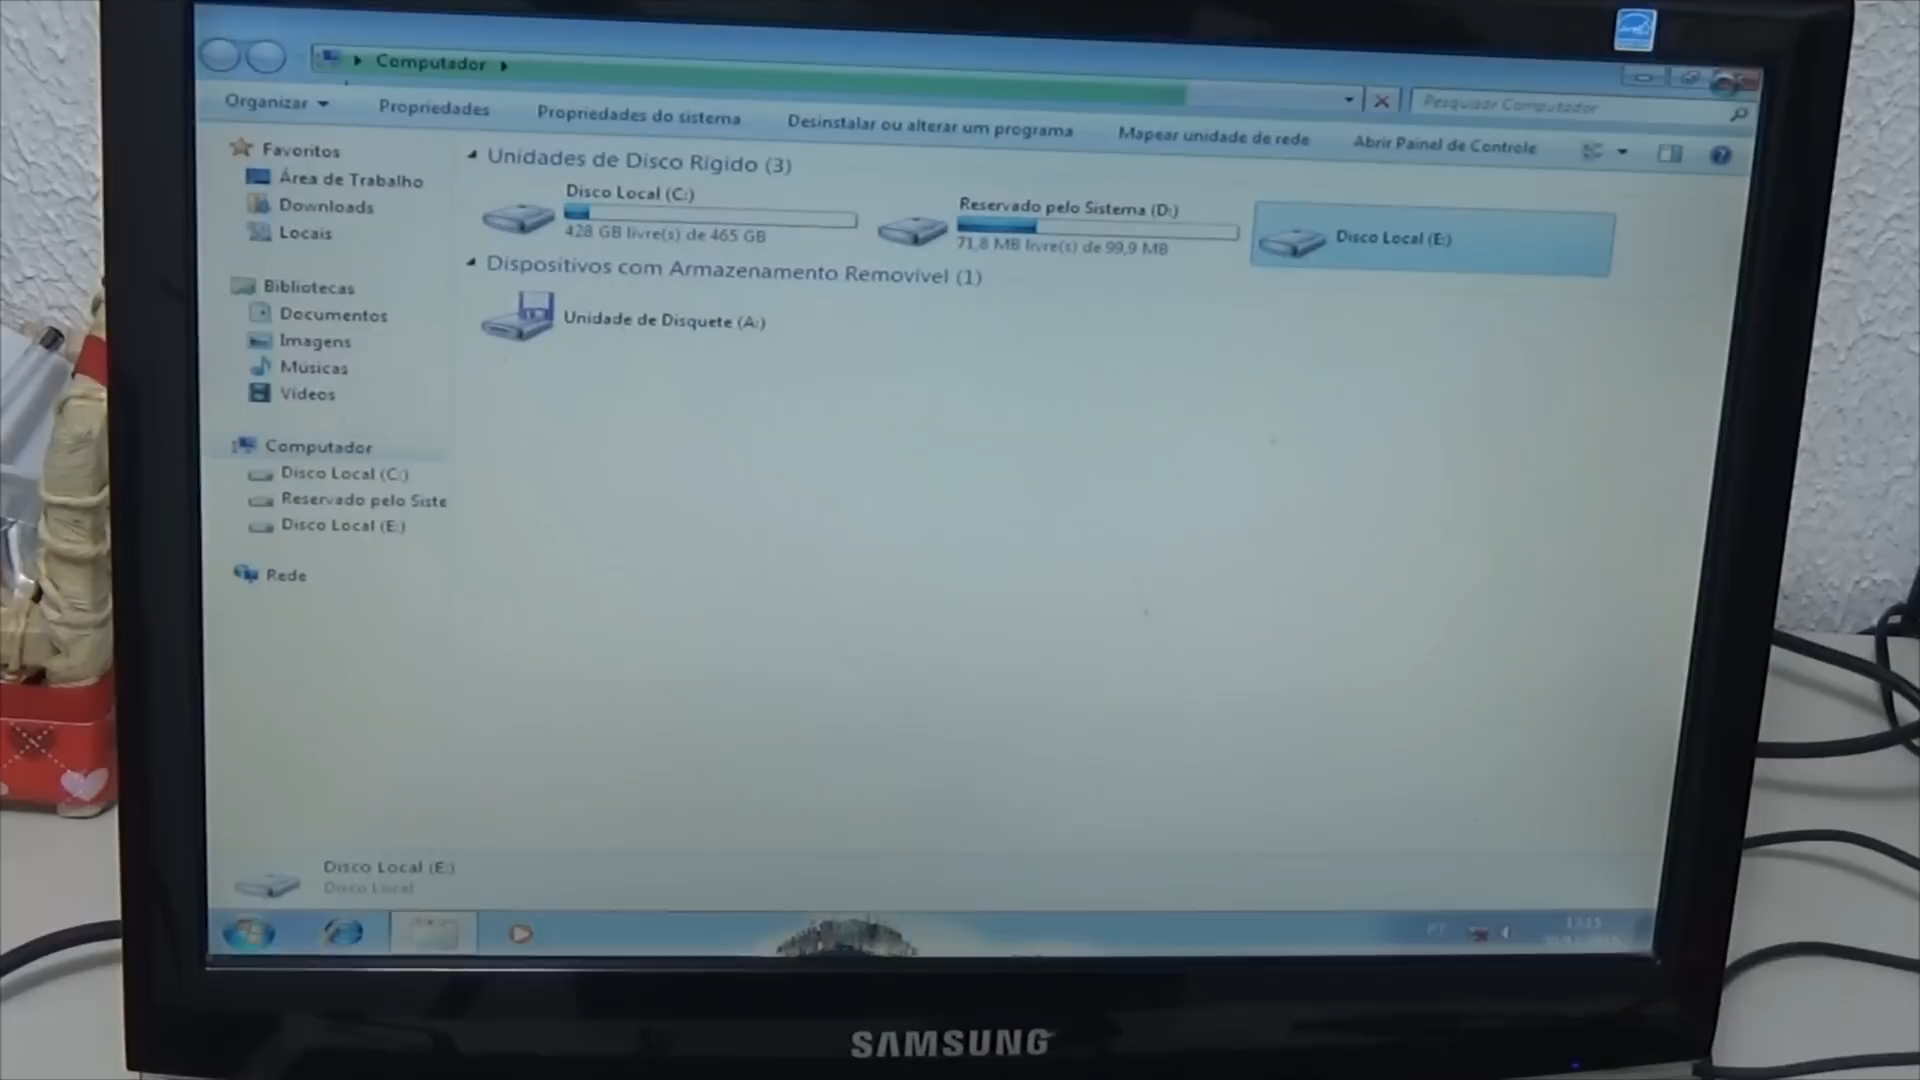 Computador
Pesquisar Computador
Organizar
Propriedades
Propriedades do sistema
Desinstalar ou alterar um programa
Mapear unidade de rede
Abrir Painel de Controle
Favoritos
Área de Trabalho
Downloads
Locais
Bibliotecas
Documentos
Imagens
Músicas
Vídeos
Computador
Disco Local (C:)
Reservado pelo Siste
Disco Local (E:)
Rede
Unidades de Disco Rígido (3)
Disco Local (C:)
428 GB livre(s) de 465 GB
Reservado pelo Sistema (D:)
71,8 MB livre(s) de 99,9 MB
Disco Local (E:)
Dispositivos com Armazenamento Removível (1)
Unidade de Disquete (A:)
Disco Local (E:)
Disco Local
PT
SAMSUNG